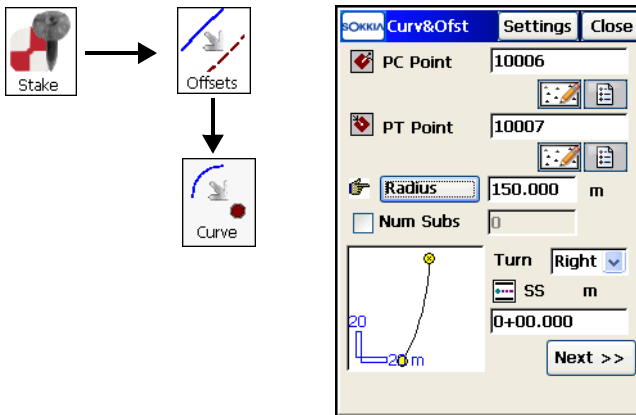 Stake
Offsets
Curve
SOKKIA Curv&Ofst Settings Close
PC Point 10006
PT Point 10007
Radius 150.000 m
Num Subs 0
Turn Right
SS m
0+00.000
20
20 m
Next >>